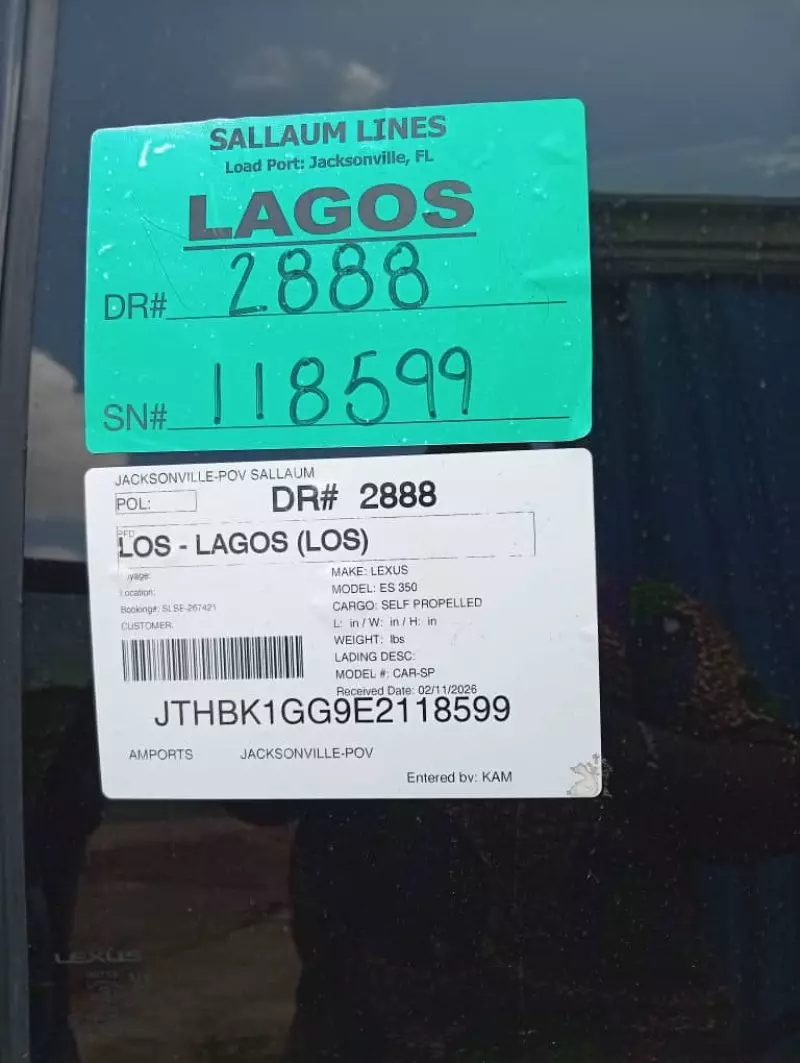 SALLAUM LINES
Load Port: Jacksonville, FL
LAGOS
DR# 2888
SN# 118599
JACKSONVILLE-POV SALLAUM
POL:
DR# 2888
PFD
LOS - LAGOS (LOS)
Voyage:
Location:
Booking#: SLSE-267421
CUSTOMER:
MAKE: LEXUS
MODEL: ES 350
CARGO: SELF PROPELLED
L: in / W: in / H: in
WEIGHT: lbs
LADING DESC:
MODEL #: CAR-SP
Received Date: 02/11/2026
JTHBK1GG9E2118599
AMPORTS JACKSONVILLE-POV
Entered by: KAM
LEXUS